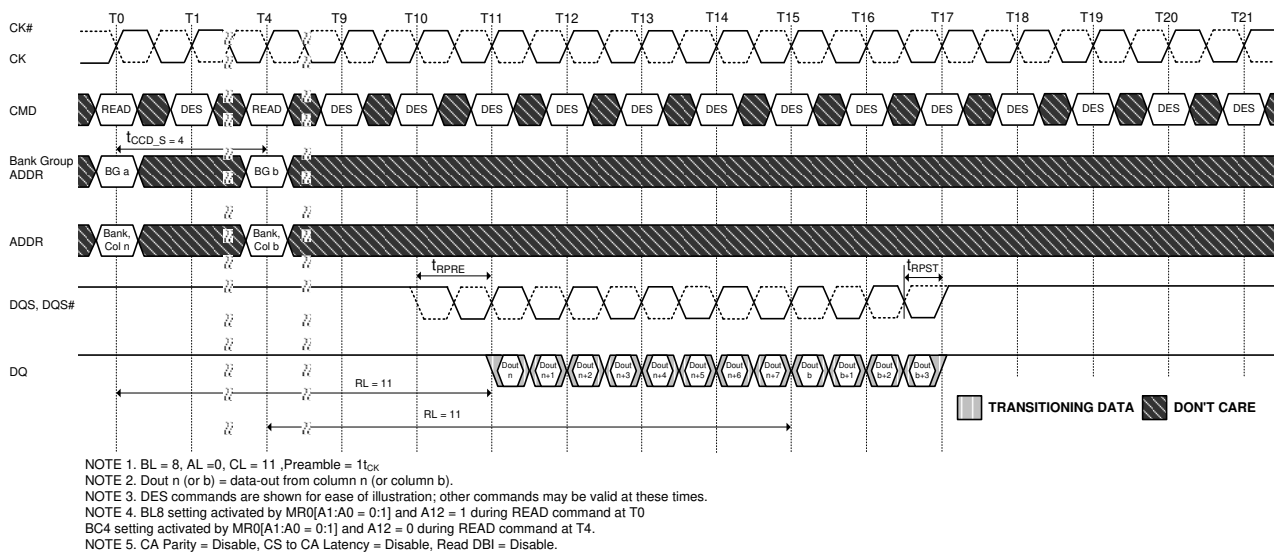 T0 T1 T4 T9 T10 T11 T12 T13 T14 T15 T16 T17 T18 T19 T20 T21
CK#
CK
CMD READ DES READ DES DES DES DES DES DES DES DES DES DES DES DES DES
tCCD_S = 4
Bank Group
ADDR
BG a BG b
ADDR
Bank,
Col n
Bank,
Col b
tRPRE tRPST
DQS, DQS#
DQ
Dout
n
Dout
n+1
Dout
n+2
Dout
n+3
Dout
n+4
Dout
n+5
Dout
n+6
Dout
n+7
Dout
b
Dout
b+1
Dout
b+2
Dout
b+3
RL = 11
RL = 11
TRANSITIONING DATA DON'T CARE
NOTE 1. BL = 8, AL =0, CL = 11 ,Preamble = 1tCK
NOTE 2. Dout n (or b) = data-out from column n (or column b).
NOTE 3. DES commands are shown for ease of illustration; other commands may be valid at these times.
NOTE 4. BL8 setting activated by MR0[A1:A0 = 0:1] and A12 = 1 during READ command at T0
BC4 setting activated by MR0[A1:A0 = 0:1] and A12 = 0 during READ command at T4.
NOTE 5. CA Parity = Disable, CS to CA Latency = Disable, Read DBI = Disable.